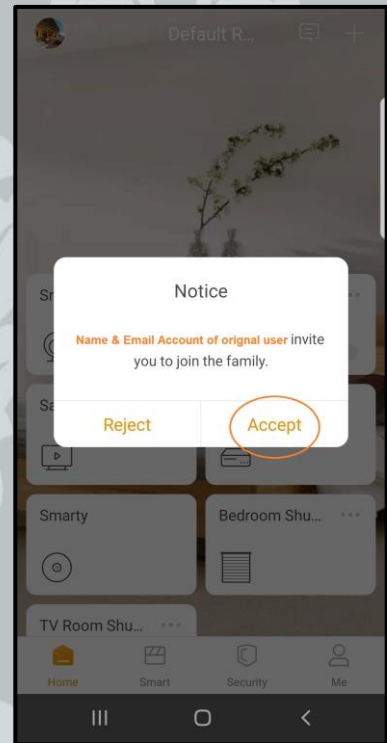 Default R...
Notice
Name & Email Account of orignal user invite
you to join the family.
Reject
Accept
Smarty
Bedroom Shu...
TV Room Shu...
Home
Smart
Security
Me